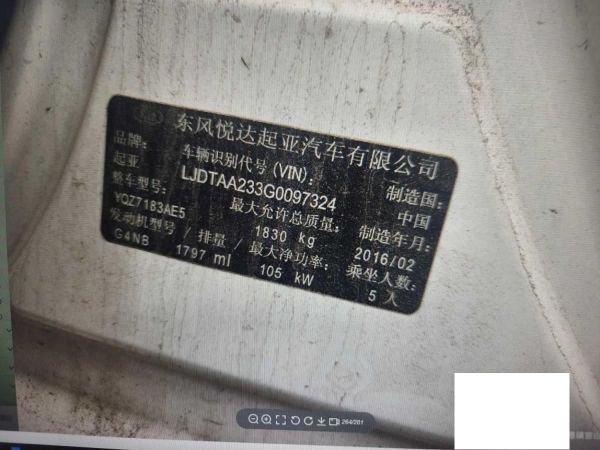 东风悦达起亚汽车有限公司
品牌: 车辆识别代号(VIN): 制造国:
起亚 LJDTAA233G0097324 中国
整车型号: 最大允许总质量: 制造年月:
YQZ7183AE5 1830 kg 2016/02
发动机型号/排量/最大净功率: 乘坐人数:
G4NB 1797 ml 105 kW 5 人
264/201